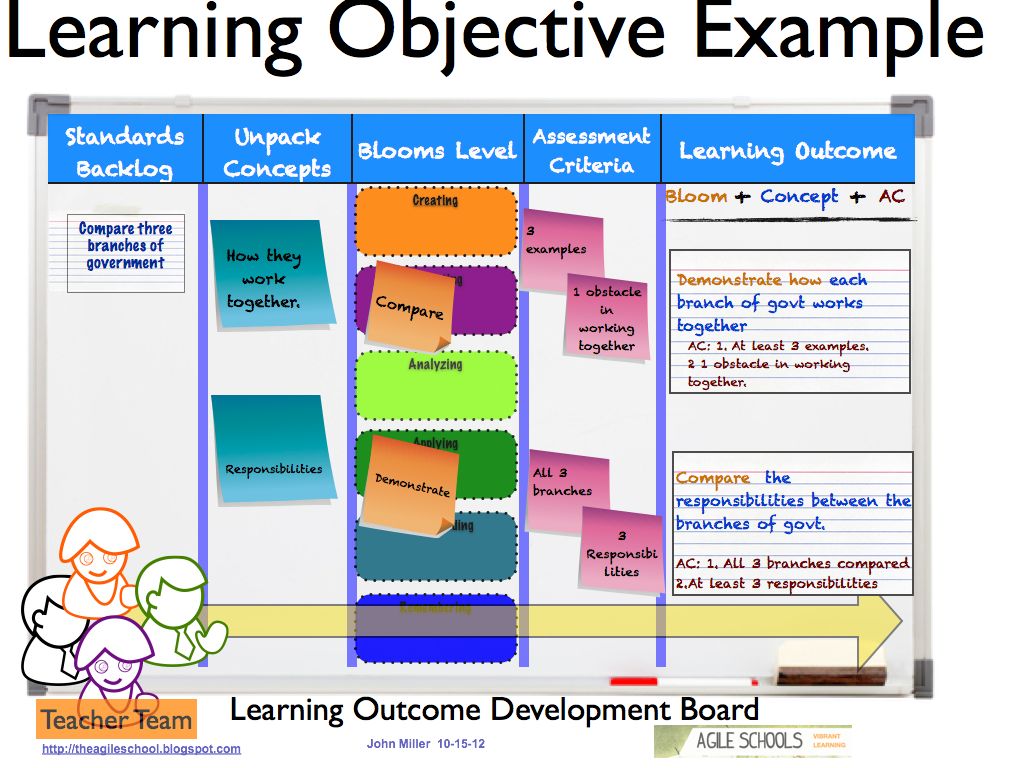 Learning Objective Example
Standards
Backlog
Unpack
Concepts
Blooms Level
Assessment
Criteria
Learning Outcome
Bloom + Concept + AC
Compare three
branches of
government
How they
work
together.
Responsibilities
Creating
Compare
Analyzing
Applying
Demonstrate
Remembering
3
examples
1 obstacle
in
working
together
All 3
branches
3
Responsibi
lities
Demonstrate how each
branch of govt works
together
AC: 1. At least 3 examples.
2 1 obstacle in working
together.
Compare the
responsibilities between the
branches of govt.
AC: 1. All 3 branches compared
2.At least 3 responsibilities
Teacher Team
Learning Outcome Development Board
http://theagileschool.blogspot.com
John Miller 10-15-12
AGILE SCHOOLS
VIBRANT
LEARNING